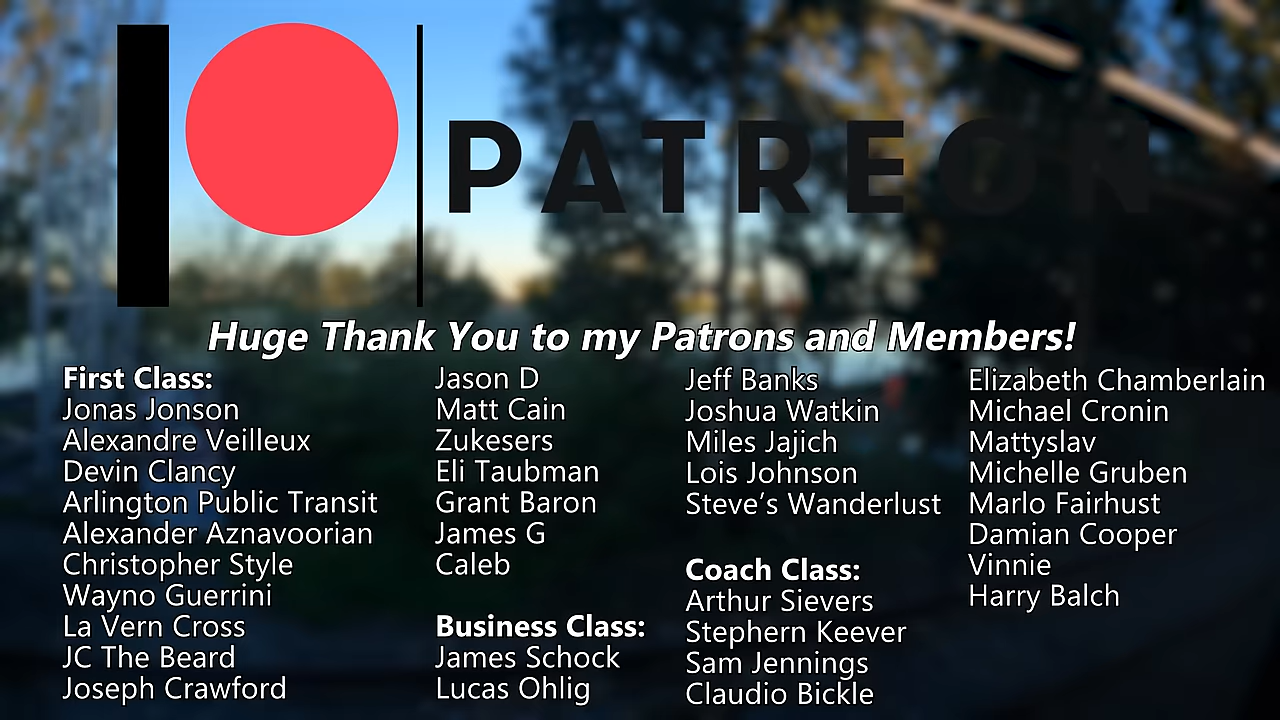 PATREON
Huge Thank You to my Patrons and Members!
First Class:
Jonas Jonson
Alexandre Veilleux
Devin Clancy
Arlington Public Transit
Alexander Aznavoorian
Christopher Style
Wayno Guerrini
La Vern Cross
JC The Beard
Joseph Crawford
Jason D
Matt Cain
Zukesers
Eli Taubman
Grant Baron
James G
Caleb
Business Class:
James Schock
Lucas Ohlig
Jeff Banks
Joshua Watkin
Miles Jajich
Lois Johnson
Steve’s Wanderlust
Coach Class:
Arthur Sievers
Stephern Keever
Sam Jennings
Claudio Bickle
Elizabeth Chamberlain
Michael Cronin
Mattyslav
Michelle Gruben
Marlo Fairhust
Damian Cooper
Vinnie
Harry Balch